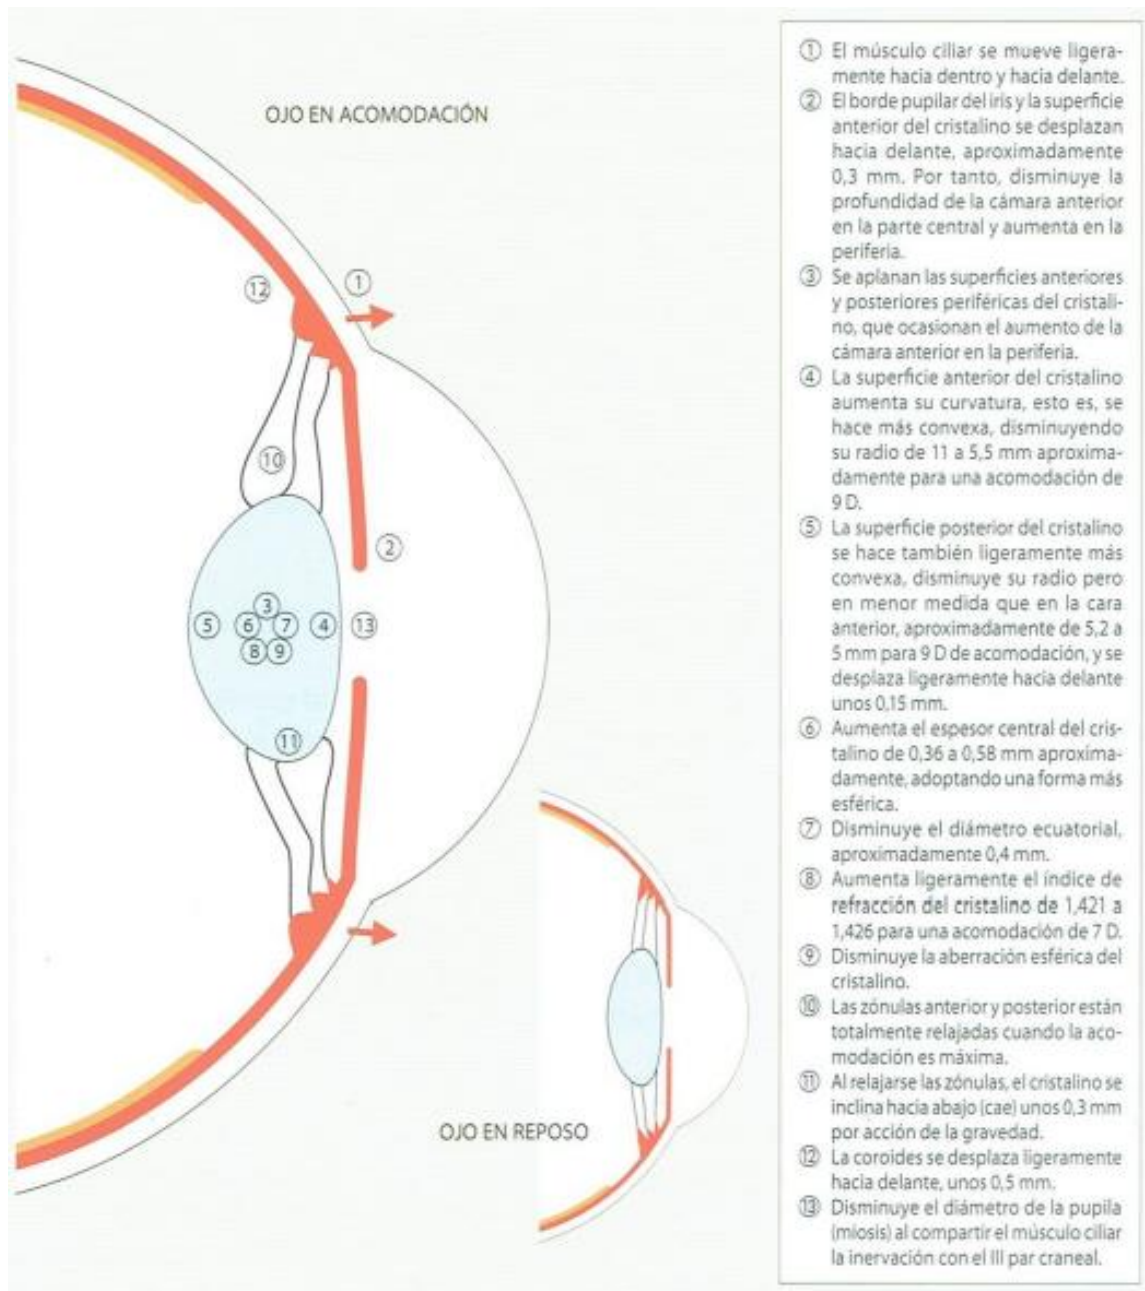 OJO EN ACOMODACIÓN
12
1
10
2
3
5
6
7
4
13
8
9
11
OJO EN REPOSO
① El músculo ciliar se mueve ligera-
mente hacia dentro y hacia delante.
② El borde pupilar del iris y la superficie
anterior del cristalino se desplazan
hacia delante, aproximadamente
0,3 mm. Por tanto, disminuye la
profundidad de la cámara anterior
en la parte central y aumenta en la
periferia.
③ Se aplanan las superficies anteriores
y posteriores periféricas del cristali-
no, que ocasionan el aumento de la
cámara anterior en la periferia.
④ La superficie anterior del cristalino
aumenta su curvatura, esto es, se
hace más convexa, disminuyendo
su radio de 11 a 5,5 mm aproxima-
damente para una acomodación de
9 D.
⑤ La superficie posterior del cristalino
se hace también ligeramente más
convexa, disminuye su radio pero
en menor medida que en la cara
anterior, aproximadamente de 5,2 a
5 mm para 9 D de acomodación, y se
desplaza ligeramente hacia delante
unos 0,15 mm.
⑥ Aumenta el espesor central del cris-
talino de 0,36 a 0,58 mm aproxima-
damente, adoptando una forma más
esférica.
⑦ Disminuye el diámetro ecuatorial,
aproximadamente 0,4 mm.
⑧ Aumenta ligeramente el índice de
refracción del cristalino de 1,421 a
1,426 para una acomodación de 7 D.
⑨ Disminuye la aberración esférica del
cristalino.
⑩ Las zónulas anterior y posterior están
totalmente relajadas cuando la aco-
modación es máxima.
⑪ Al relajarse las zónulas, el cristalino se
inclina hacia abajo (cae) unos 0,3 mm
por acción de la gravedad.
⑫ La coroides se desplaza ligeramente
hacia delante, unos 0,5 mm.
⑬ Disminuye el diámetro de la pupila
(miosis) al compartir el músculo ciliar
la inervación con el III par craneal.